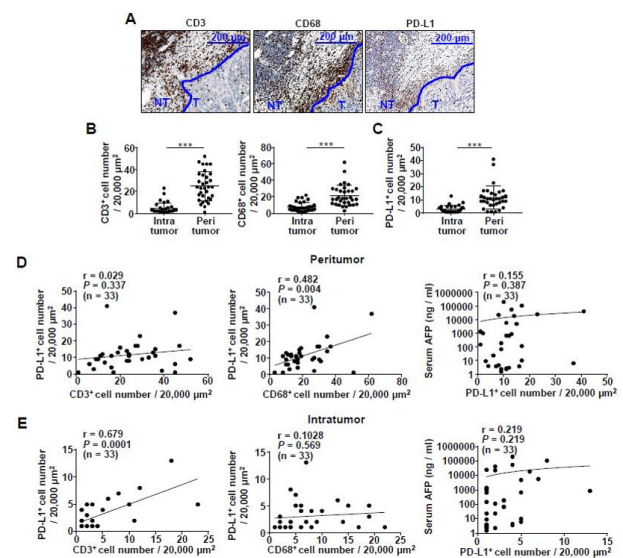 A
CD3
CD68
PD-L1
200 μm
200 μm
200 μm
NT
T
NT
T
NT
T
B
C
CD3⁺ cell number
/ 20,000 μm²
60
40
20
0
***
Intra
tumor
Peri
tumor
CD68⁺ cell number
/ 20,000 μm²
80
60
40
20
0
***
Intra
tumor
Peri
tumor
PD-L1⁺ cell number
/ 20,000 μm²
50
40
30
20
10
0
***
Intra
tumor
Peri
tumor
D
Peritumor
r = 0.029
P = 0.337
(n = 33)
PD-L1⁺ cell number
/ 20,000 μm²
50
40
30
20
10
0
0
20
40
60
CD3⁺ cell number / 20,000 μm²
r = 0.482
P = 0.004
(n = 33)
PD-L1⁺ cell number
/ 20,000 μm²
50
40
30
20
10
0
0
20
40
60
80
CD68⁺ cell number / 20,000 μm²
r = 0.155
P = 0.387
(n = 33)
Serum AFP (ng / ml)
1000000
100000
10000
1000
100
10
1
0
10
20
30
40
50
PD-L1⁺ cell number / 20,000 μm²
E
Intratumor
r = 0.679
P = 0.0001
(n = 33)
PD-L1⁺ cell number
/ 20,000 μm²
15
10
5
0
0
5
10
15
20
25
CD3⁺ cell number / 20,000 μm²
r = 0.1028
P = 0.569
(n = 33)
PD-L1⁺ cell number
/ 20,000 μm²
15
10
5
0
0
5
10
15
20
25
CD68⁺ cell number / 20,000 μm²
r = 0.219
P = 0.219
(n = 33)
Serum AFP (ng / ml)
1000000
100000
10000
1000
100
10
1
0
5
10
15
PD-L1⁺ cell number / 20,000 μm²